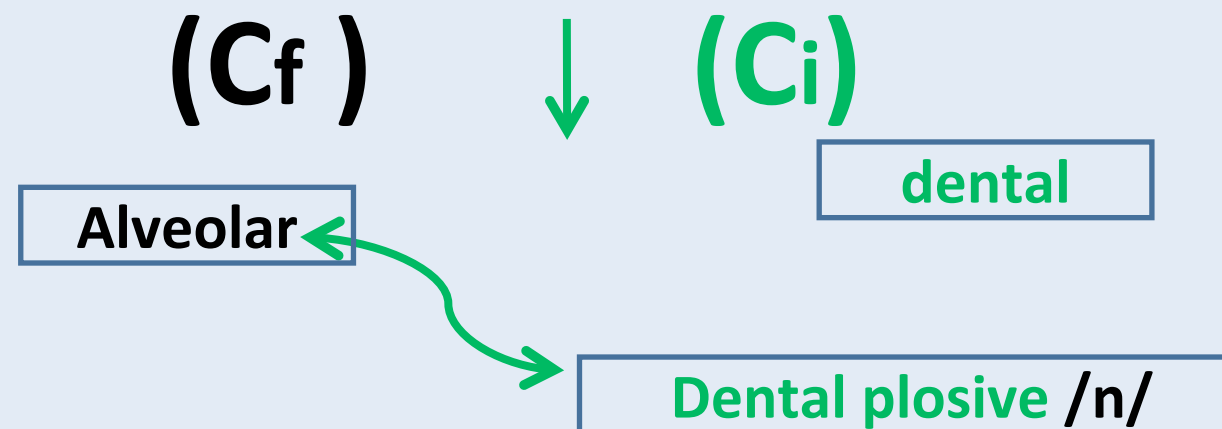 (Cf ) (Ci)
dental
Alveolar
Dental plosive /n/